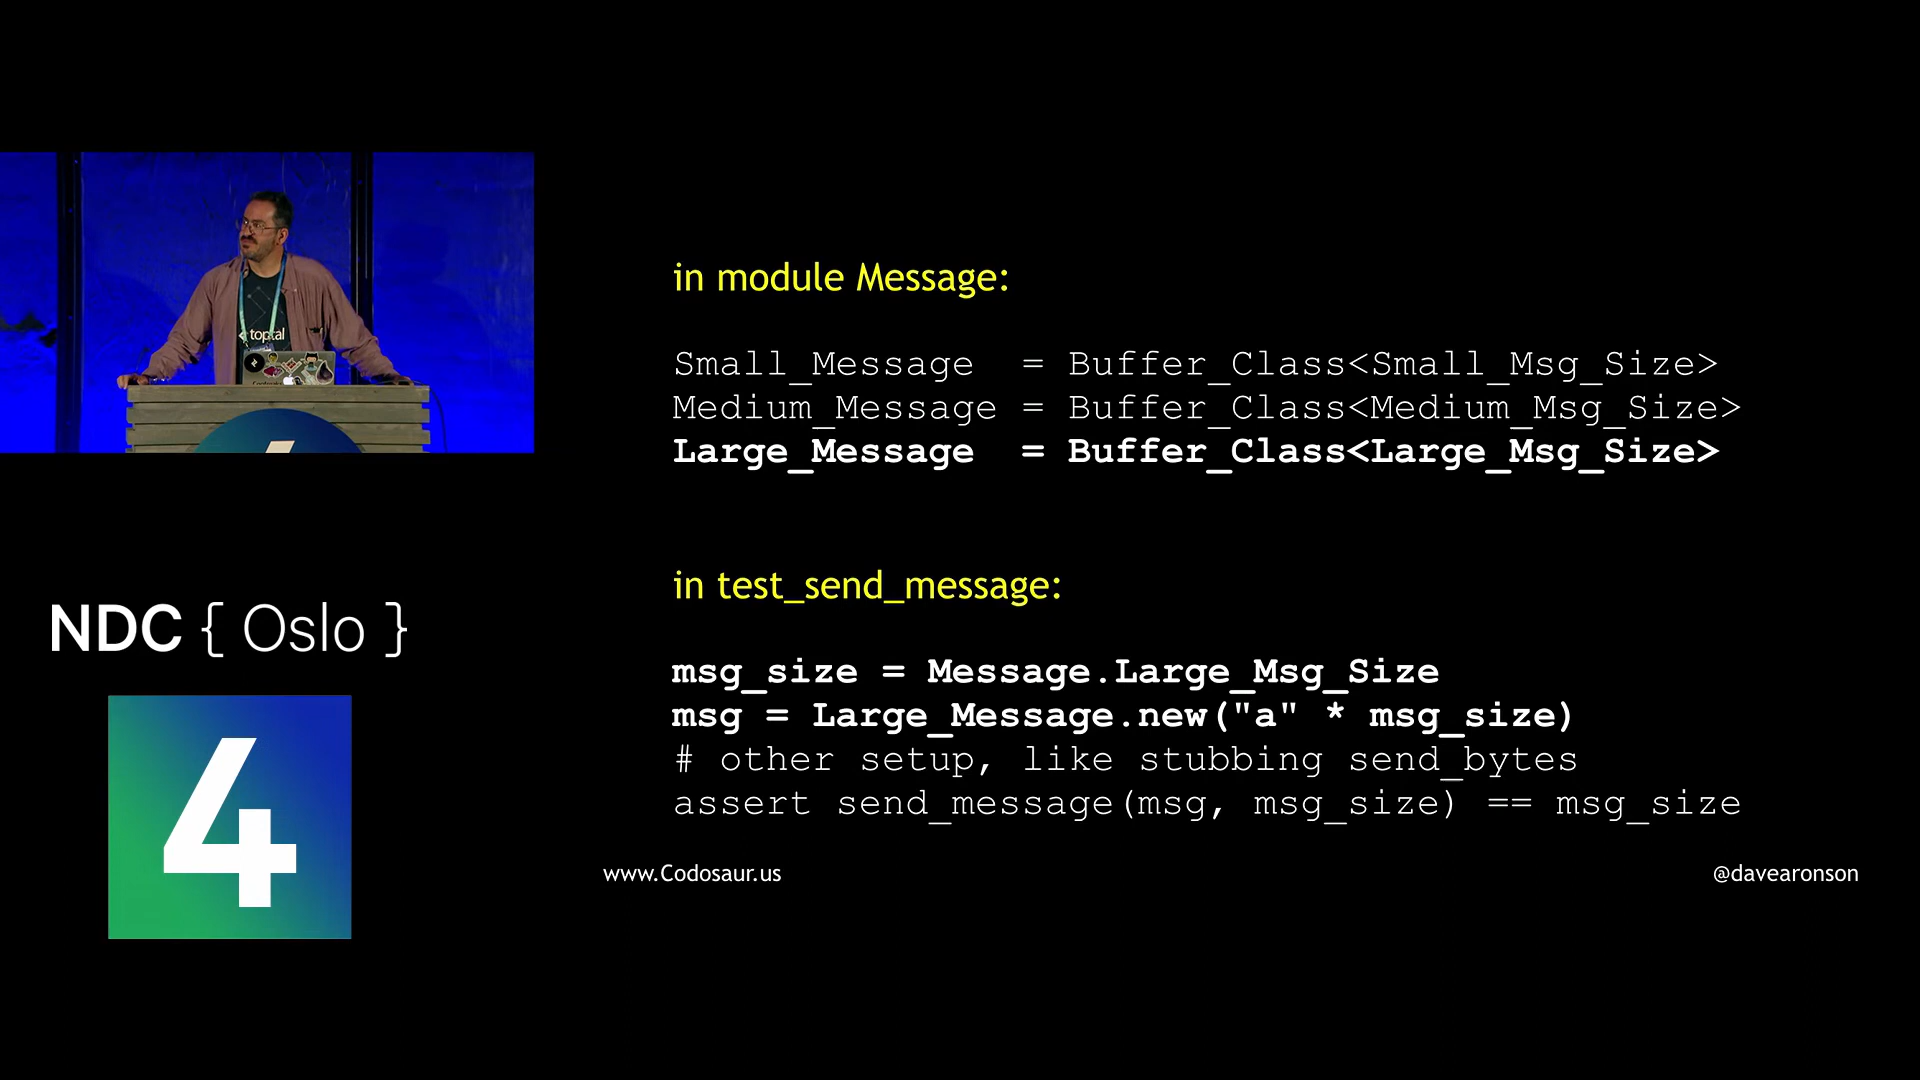 toptal
NDC { Oslo }
4
in module Message:
Small_Message  = Buffer_Class<Small_Msg_Size>
Medium_Message = Buffer_Class<Medium_Msg_Size>
Large_Message  = Buffer_Class<Large_Msg_Size>
in test_send_message:
msg_size = Message.Large_Msg_Size
msg = Large_Message.new("a" * msg_size)
# other setup, like stubbing send_bytes
assert send_message(msg, msg_size) == msg_size
www.Codosaur.us
@davearonson